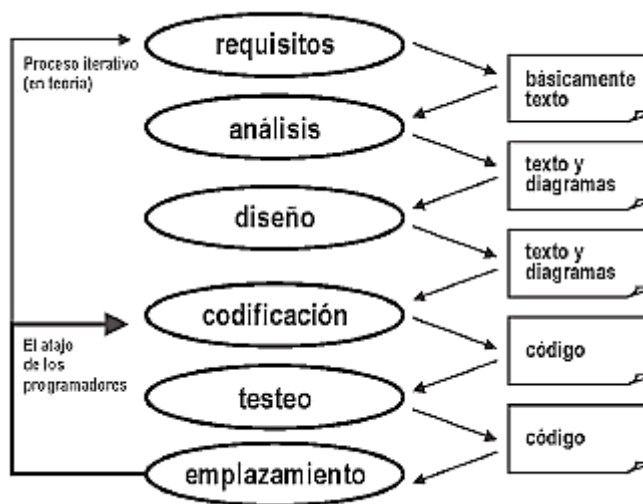 requisitos
Proceso iterativo
(en teoría)
básicamente
texto
análisis
texto y
diagramas
diseño
texto y
diagramas
codificación
El atajo
de los
programadores
código
testeo
código
emplazamiento